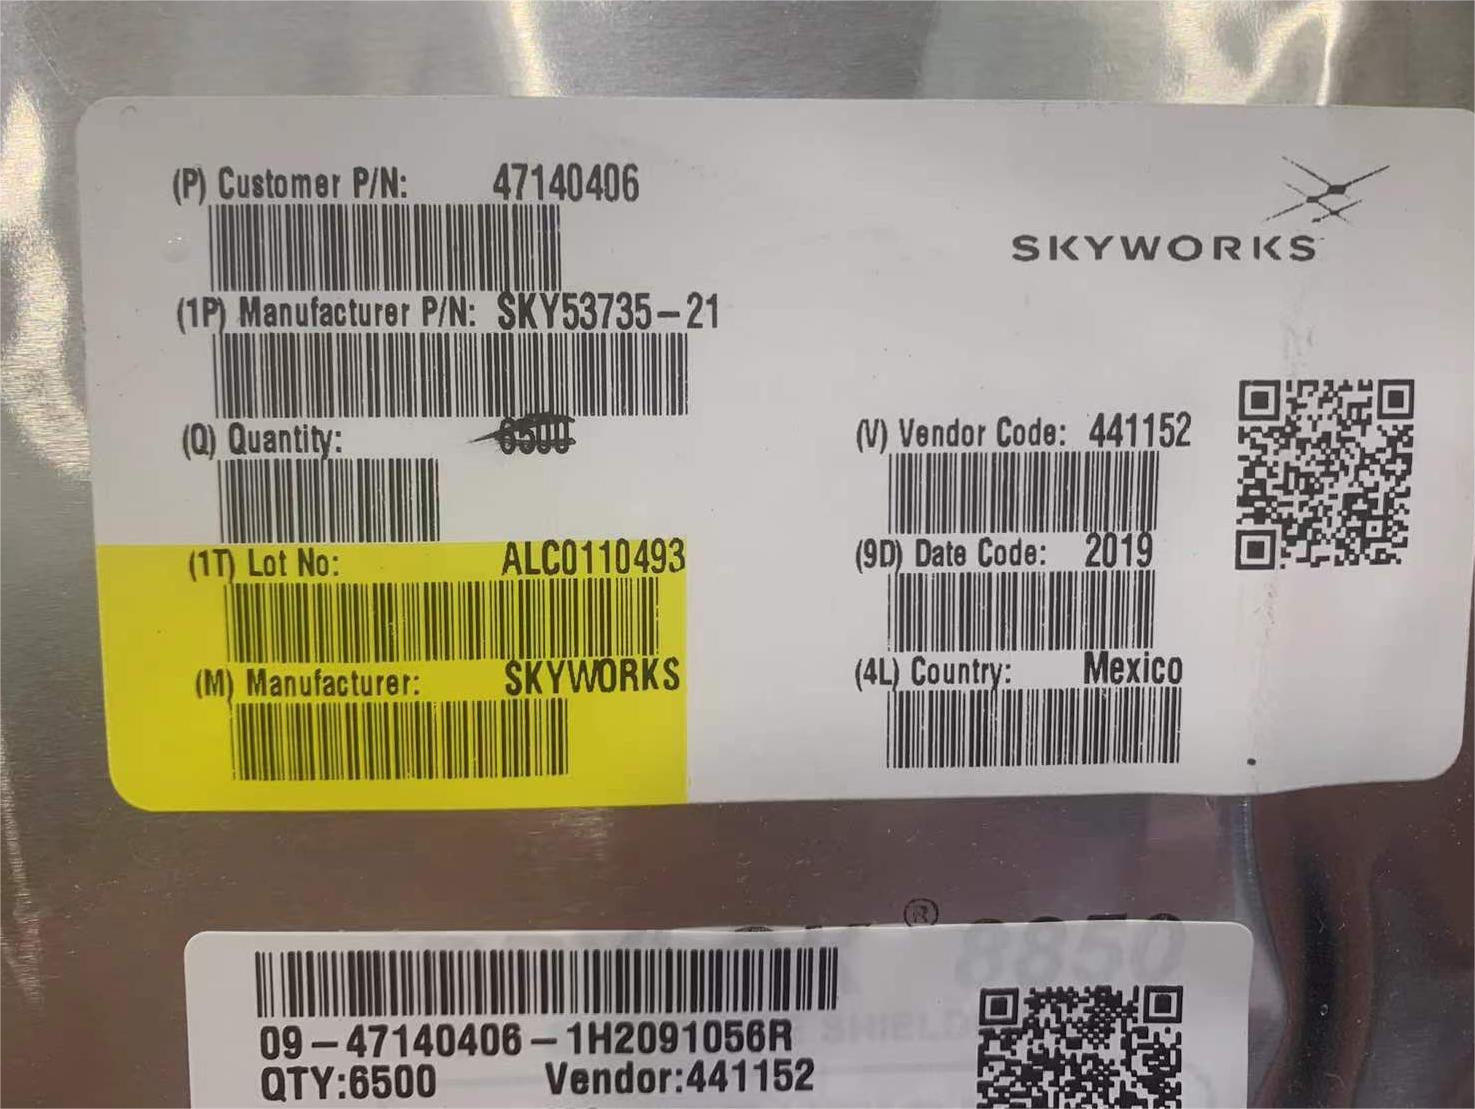 (P) Customer P/N: 47140406
SKYWORKS
(1P) Manufacturer P/N: SKY53735-21
(Q) Quantity: 6500
(V) Vendor Code: 441152
(1T) Lot No: ALC0110493
(9D) Date Code: 2019
(M) Manufacturer: SKYWORKS
(4L) Country: Mexico
® 8850
SHIELD
09-47140406-1H2091056R
QTY:6500 Vendor:441152